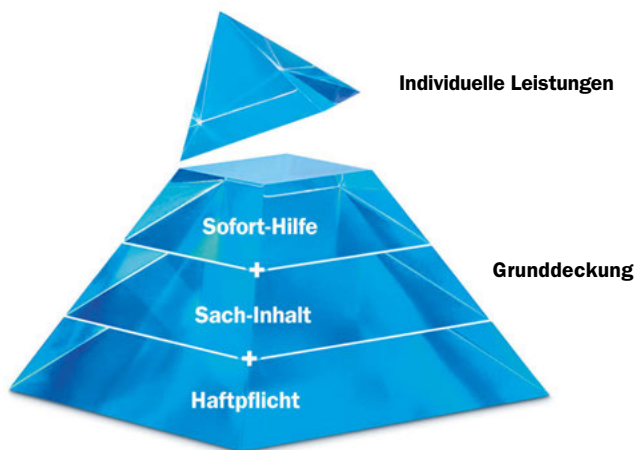 Individuelle Leistungen
Sofort-Hilfe
+
Grunddeckung
Sach-Inhalt
+
Haftpflicht